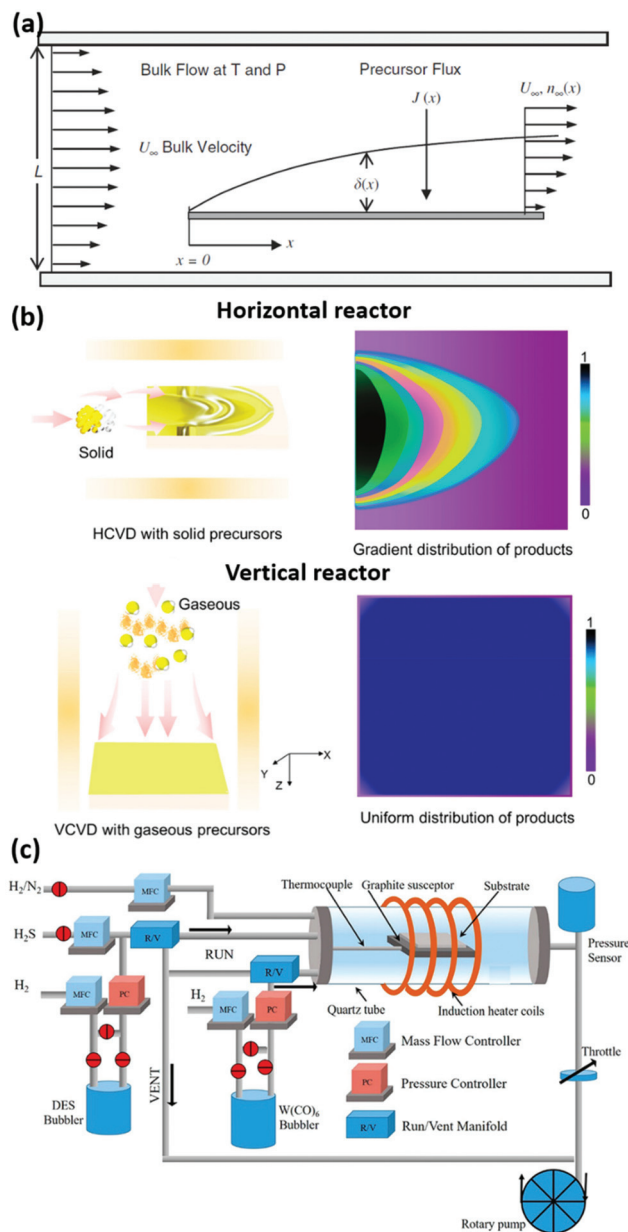 (a)
Bulk Flow at T and P
Precursor Flux
J (x)
U∞, n∞(x)
U∞ Bulk Velocity
L
δ(x)
x = 0
x
(b)
Horizontal reactor
Solid
1
0
HCVD with solid precursors
Gradient distribution of products
Vertical reactor
Gaseous
1
0
X
Y
Z
VCVD with gaseous precursors
Uniform distribution of products
(c)
H2/N2
MFC
Thermocouple
Graphite susceptor
Substrate
H2S
MFC
R/V
RUN
Pressure
Sensor
H2
MFC
PC
R/V
H2
MFC
PC
Quartz tube
Induction heater coils
MFC
Mass Flow Controller
Throttle
VENT
PC
Pressure Controller
DES
Bubbler
W(CO)6
Bubbler
R/V
Run/Vent Manifold
Rotary pump